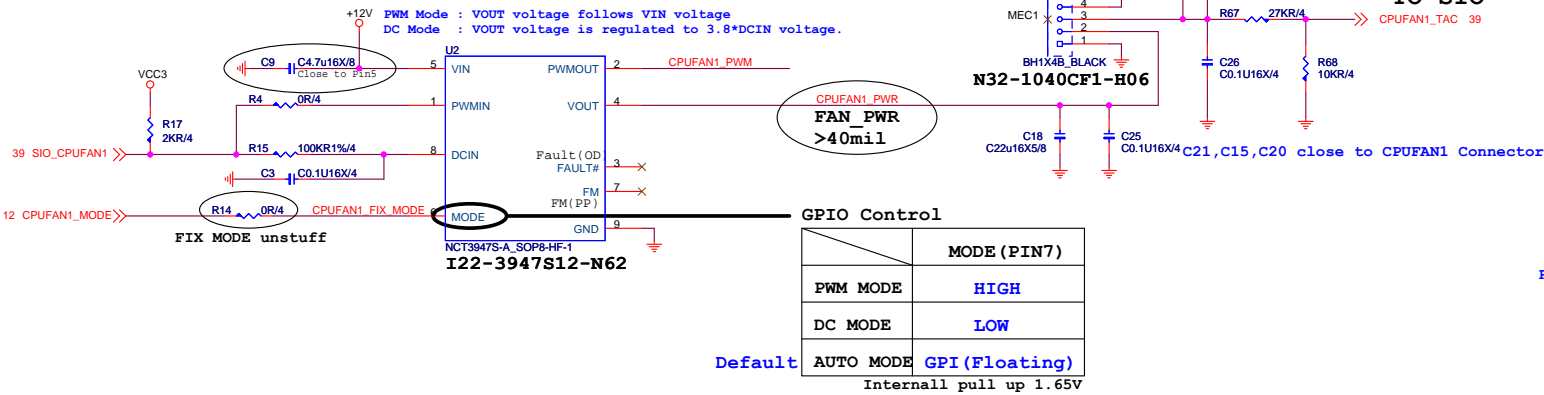 +12V
PWM Mode : VOUT voltage follows VIN voltage
DC Mode : VOUT voltage is regulated to 3.8*DCIN voltage.
C9 C4.7u16X/8
Close to Pin5
VCC3
R4 0R/4
R17
2KR/4
39 SIO_CPUFAN1
R15 100KR1%/4
C3 C0.1U16X/4
12 CPUFAN1_MODE
R14 0R/4
CPUFAN1_FIX_MODE
FIX MODE unstuff
U2
5 VIN
1 PWMIN
8 DCIN
6 MODE
PWMOUT 2
VOUT 4
Fault(OD)
FAULT# 3
FM 7
FM(PP)
GND 9
NCT3947S-A_SOP8-HF-1
I22-3947S12-N62
CPUFAN1_PWM
CPUFAN1_PWR
FAN_PWR
>40mil
MEC1
4
3
2
1
BH1X4B_BLACK
N32-1040CF1-H06
C18
C22u16X5/8
C25
C0.1U16X/4
C21,C15,C20 close to CPUFAN1 Connector
R67 27KR/4
CPUFAN1_TAC 39
C26
C0.1U16X/4
R68
10KR/4
GPIO Control
MODE(PIN7)
PWM MODE HIGH
DC MODE LOW
Default AUTO MODE GPI(Floating)
Internall pull up 1.65V